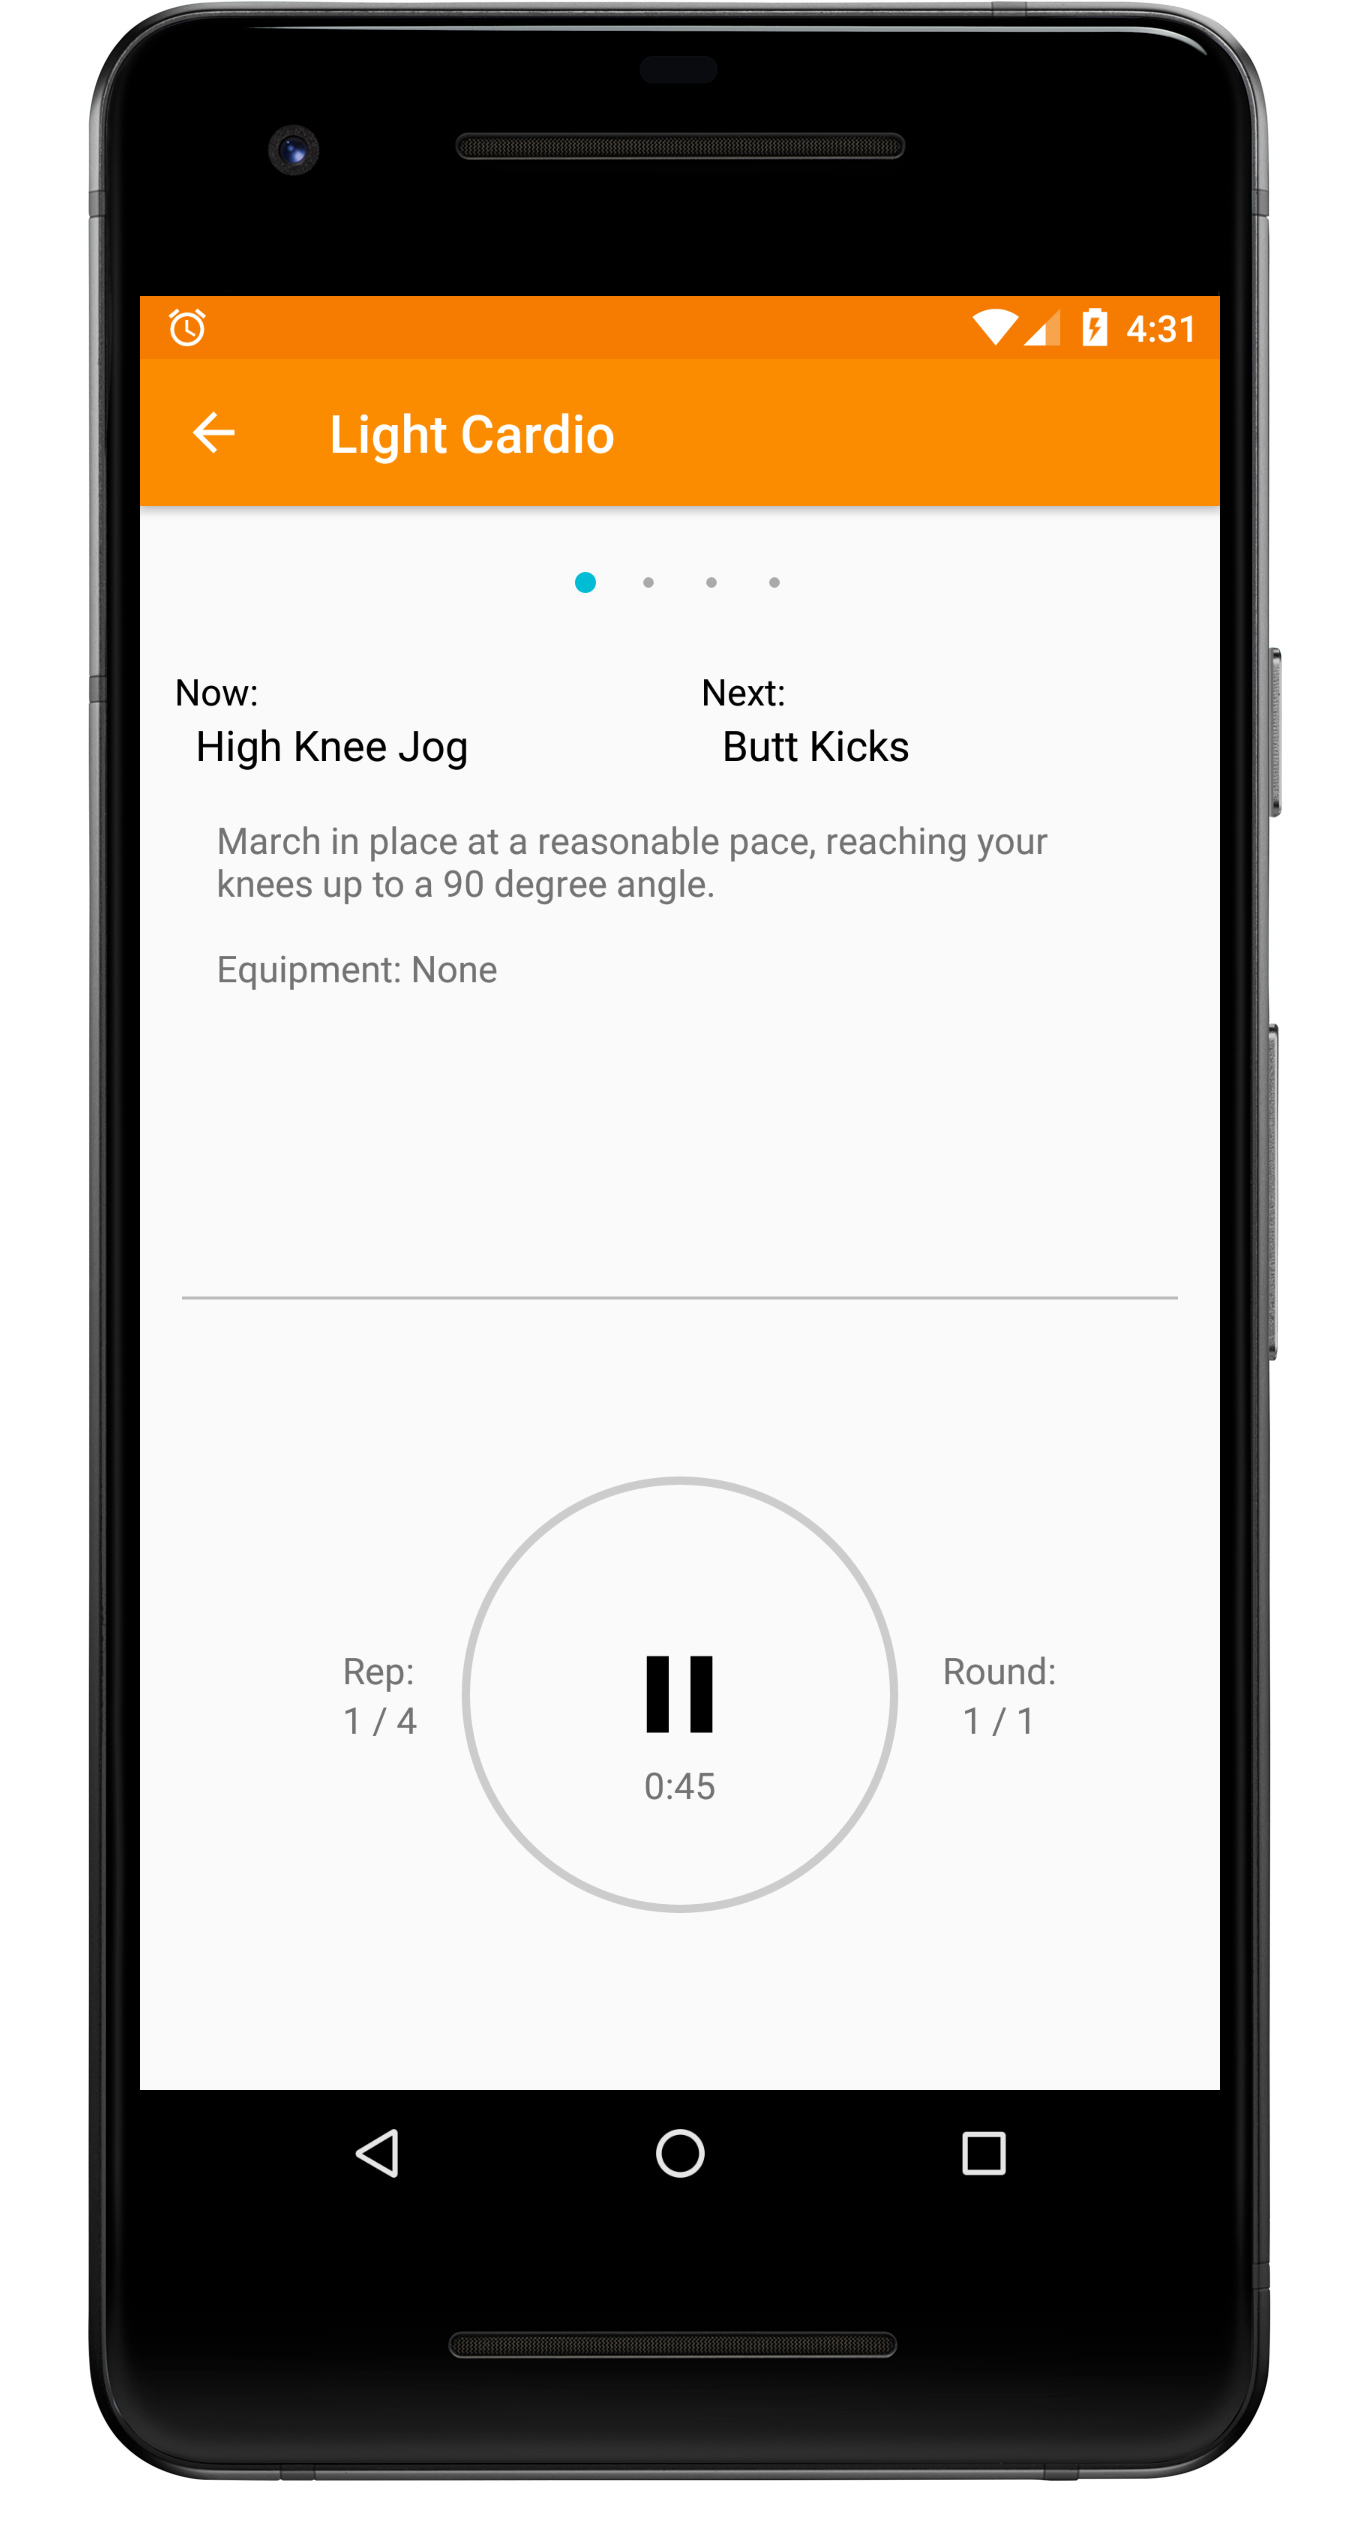 4:31
Light Cardio
Now:
High Knee Jog
Next:
Butt Kicks
March in place at a reasonable pace, reaching your
knees up to a 90 degree angle.
Equipment: None
Rep:
1 / 4
0:45
Round:
1 / 1